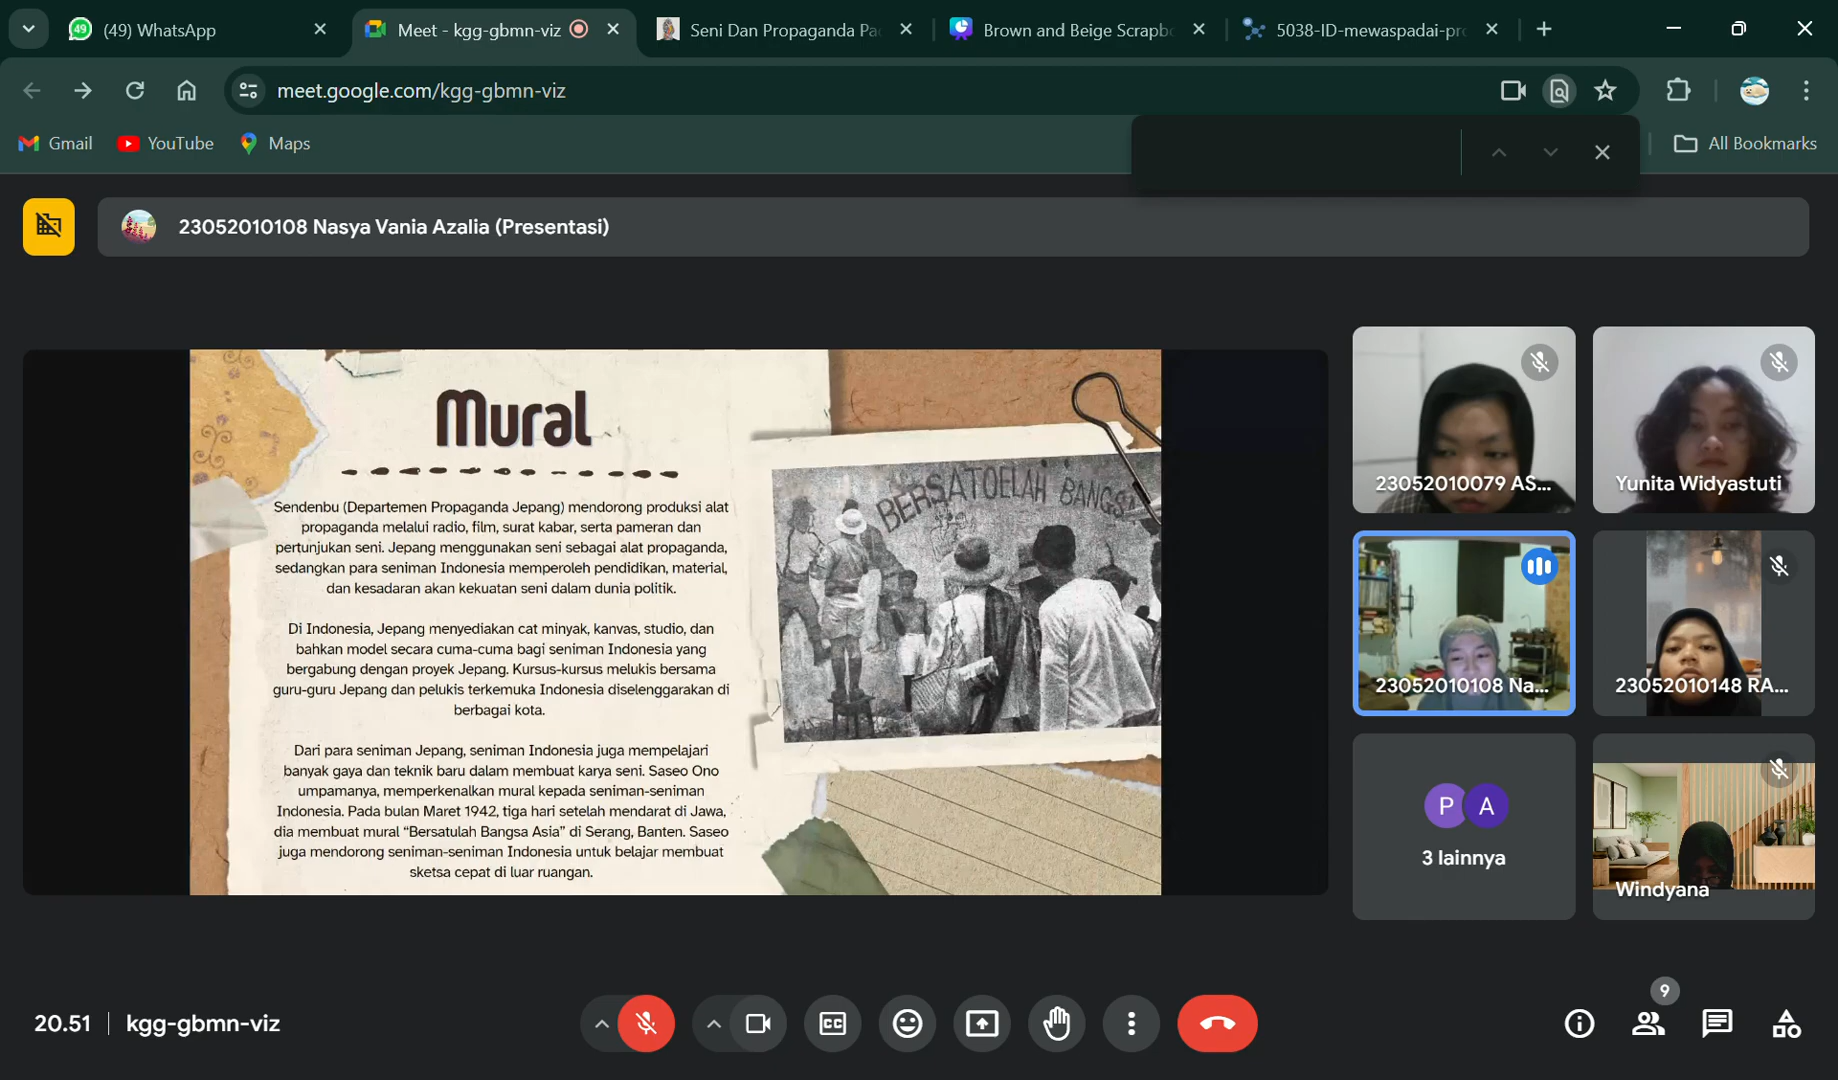 (49) WhatsApp
Meet - kgg-gbmn-viz
Seni Dan Propaganda Pa
Brown and Beige Scrapb
5038-ID-mewaspadai-pr
meet.google.com/kgg-gbmn-viz
Gmail
YouTube
Maps
All Bookmarks
23052010108 Nasya Vania Azalia (Presentasi)
Mural
Sendenbu (Departemen Propaganda Jepang) mendorong produksi alat
propaganda melalui radio, film, surat kabar, serta pameran dan
pertunjukan seni. Jepang menggunakan seni sebagai alat propaganda,
sedangkan para seniman Indonesia memperoleh pendidikan, material,
dan kesadaran akan kekuatan seni dalam dunia politik.
Di Indonesia, Jepang menyediakan cat minyak, kanvas, studio, dan
bahkan model secara cuma-cuma bagi seniman Indonesia yang
bergabung dengan proyek Jepang. Kursus-kursus melukis bersama
guru-guru Jepang dan pelukis terkemuka Indonesia diselenggarakan di
berbagai kota.
Dari para seniman Jepang, seniman Indonesia juga mempelajari
banyak gaya dan teknik baru dalam membuat karya seni. Saseo Ono
umpamanya, memperkenalkan mural kepada seniman-seniman
Indonesia. Pada bulan Maret 1942, tiga hari setelah mendarat di Jawa,
dia membuat mural “Bersatulah Bangsa Asia” di Serang, Banten. Saseo
juga mendorong seniman-seniman Indonesia untuk belajar membuat
sketsa cepat di luar ruangan.
BERSATOELAH BANGS
23052010079 AS...
Yunita Widyastuti
23052010108 Na...
23052010148 RA...
P A
3 lainnya
Windyana
20.51
kgg-gbmn-viz
CC
9